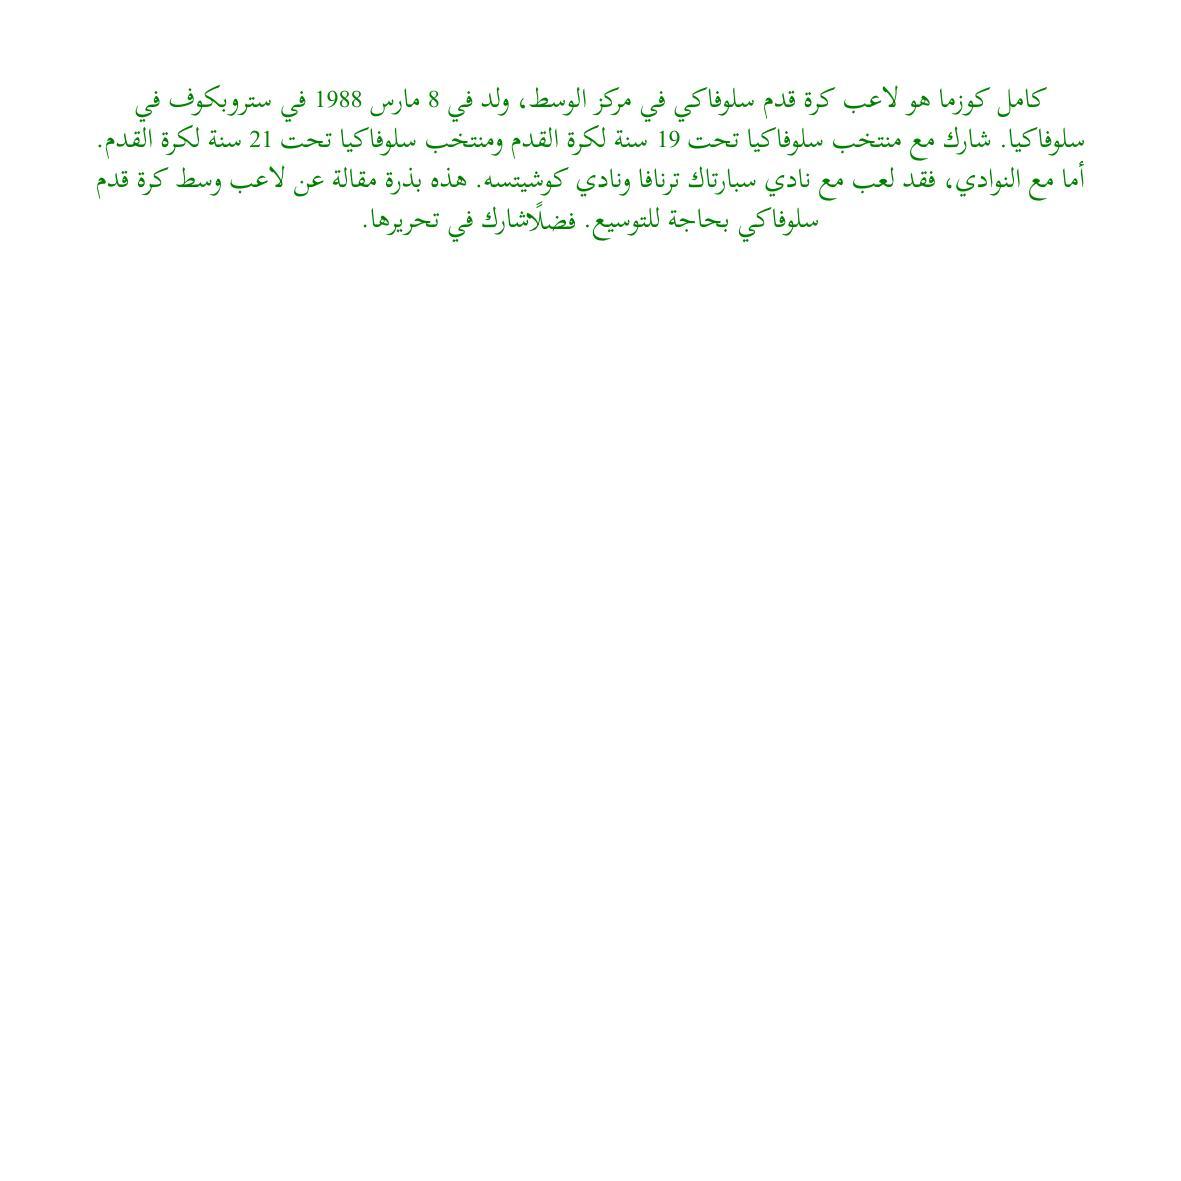 كامل كوزما هو لاعب كرة قدم سلوفاكي في مركز الوسط، ولد في 8 مارس 1988 في ستروبكوف في
سلوفاكيا. شارك مع منتخب سلوفاكيا تحت 19 سنة لكرة القدم ومنتخب سلوفاكيا تحت 21 سنة لكرة القدم.
أما مع النوادي، فقد لعب مع نادي سبارتاك ترنافا ونادي كوشيتسه. هذه بذرة مقالة عن لاعب وسط كرة قدم
سلوفاكي بحاجة للتوسيع. فضلًاشارك في تحريرها.